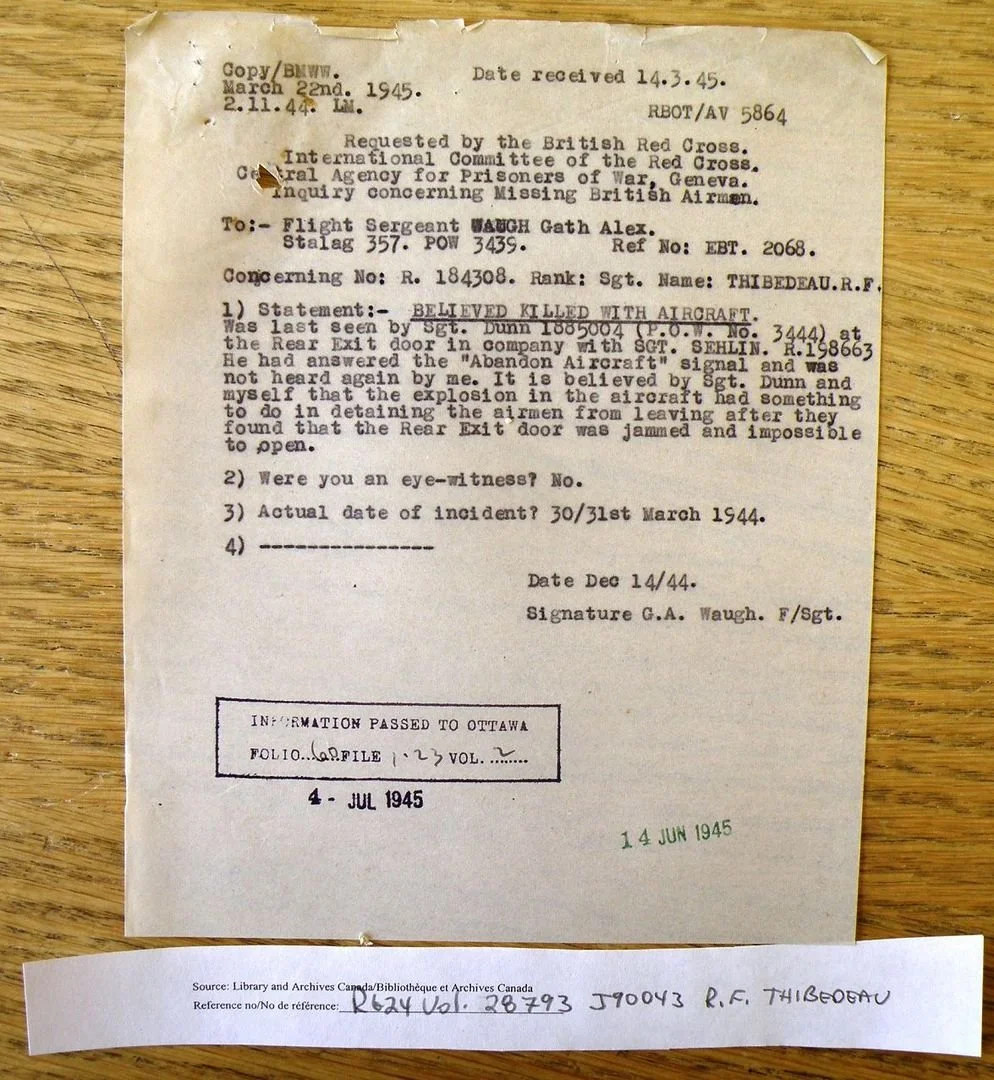 Copy/BMWW. Date received 14.3.45.
March 22nd. 1945.
2.11.44. LM. RBOT/AV 5864
Requested by the British Red Cross.
International Committee of the Red Cross.
Central Agency for Prisoners of War, Geneva.
Inquiry concerning Missing British Airmen.
To:- Flight Sergeant WAUGH Gath Alex.
Stalag 357. POW 3439. Ref No: EBT. 2068.
Concerning No: R. 184308. Rank: Sgt. Name: THIBEDEAU.R.F.
1) Statement:- BELIEVED KILLED WITH AIRCRAFT.
Was last seen by Sgt. Dunn 1885004 (P.O.W. No. 3444) at
the Rear Exit door in company with SGT. SEHLIN. R.198663
He had answered the "Abandon Aircraft" signal and was
not heard again by me. It is believed by Sgt. Dunn and
myself that the explosion in the aircraft had something
to do in detaining the airmen from leaving after they
found that the Rear Exit door was jammed and impossible
to open.
2) Were you an eye-witness? No.
3) Actual date of incident? 30/31st March 1944.
4) ----------------
Date Dec 14/44.
Signature G.A. Waugh. F/Sgt.
INFORMATION PASSED TO OTTAWA
FOLIO... FILE 1-23 VOL. 2
4 - JUL 1945
14 JUN 1945
Source: Library and Archives Canada/Bibliothèque et Archives Canada
Reference no/No de référence: R624 Vol. 28793 J90043 R.F. THIBEDEAU